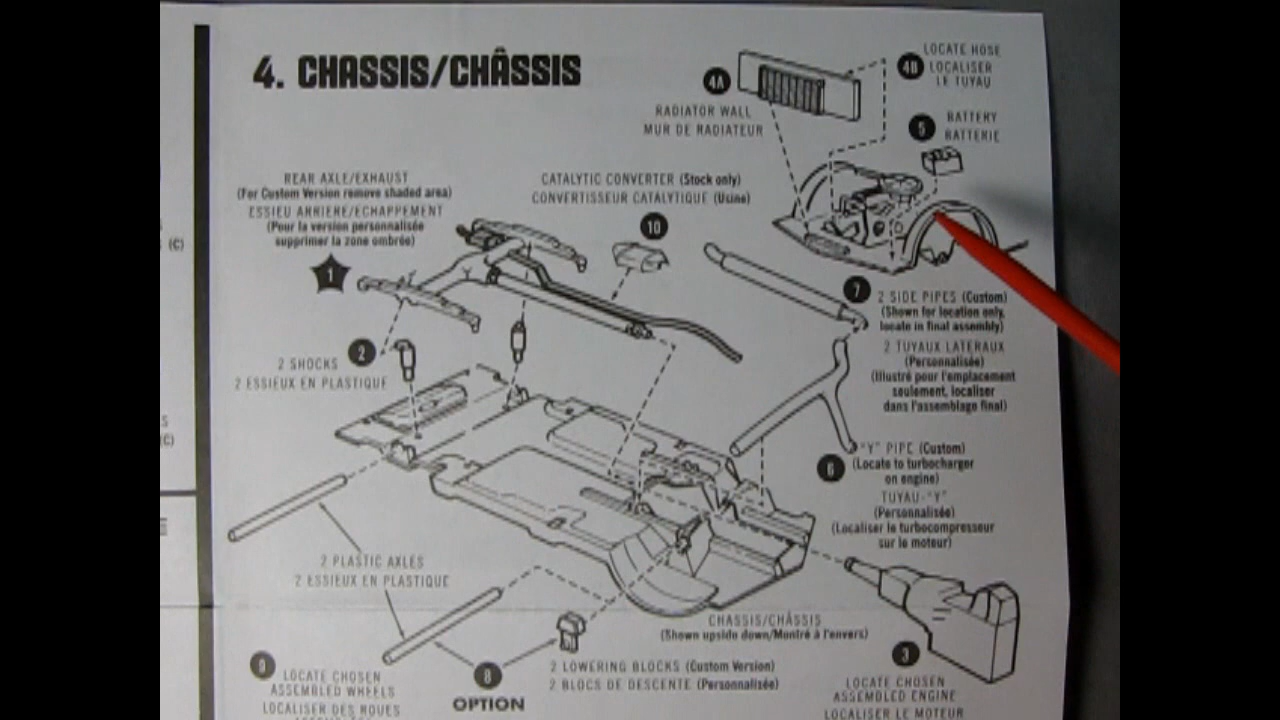 4. CHASSIS/CHÂSSIS
4A
RADIATOR WALL
MUR DE RADIATEUR
4B
LOCATE HOSE
LOCALISER
LE TUYAU
5
BATTERY
BATTERIE
REAR AXLE/EXHAUST
(For Custom Version remove shaded area)
ESSIEU ARRIERE/ECHAPPEMENT
(Pour la version personnalisée
supprimer la zone ombrée)
1
CATALYTIC CONVERTER (Stock only)
CONVERTISSEUR CATALYTIQUE (Usine)
10
(C)
7
2 SIDE PIPES (Custom)
(Shown for location only,
locate in final assembly)
2 TUYAUX LATERAUX
(Personnalisée)
(Illustré pour l'emplacement
seulement, localiser
dans l'assemblage final)
2
2 SHOCKS
2 ESSIEUX EN PLASTIQUE
S
(C)
6
"Y" PIPE (Custom)
(Locate to turbocharger
on engine)
TUYAU-"Y"
(Personnalisée)
(Localiser le turbocompresseur
sur le moteur)
2 PLASTIC AXLES
2 ESSIEUX EN PLASTIQUE
CHASSIS/CHÂSSIS
(Shown upside down/Montré à l'envers)
9
LOCATE CHOSEN
ASSEMBLED WHEELS
LOCALISER DES ROUES
8
OPTION
2 LOWERING BLOCKS (Custom Version)
2 BLOCS DE DESCENTE (Personnalisée)
3
LOCATE CHOSEN
ASSEMBLED ENGINE
LOCALISER LE MOTEUR